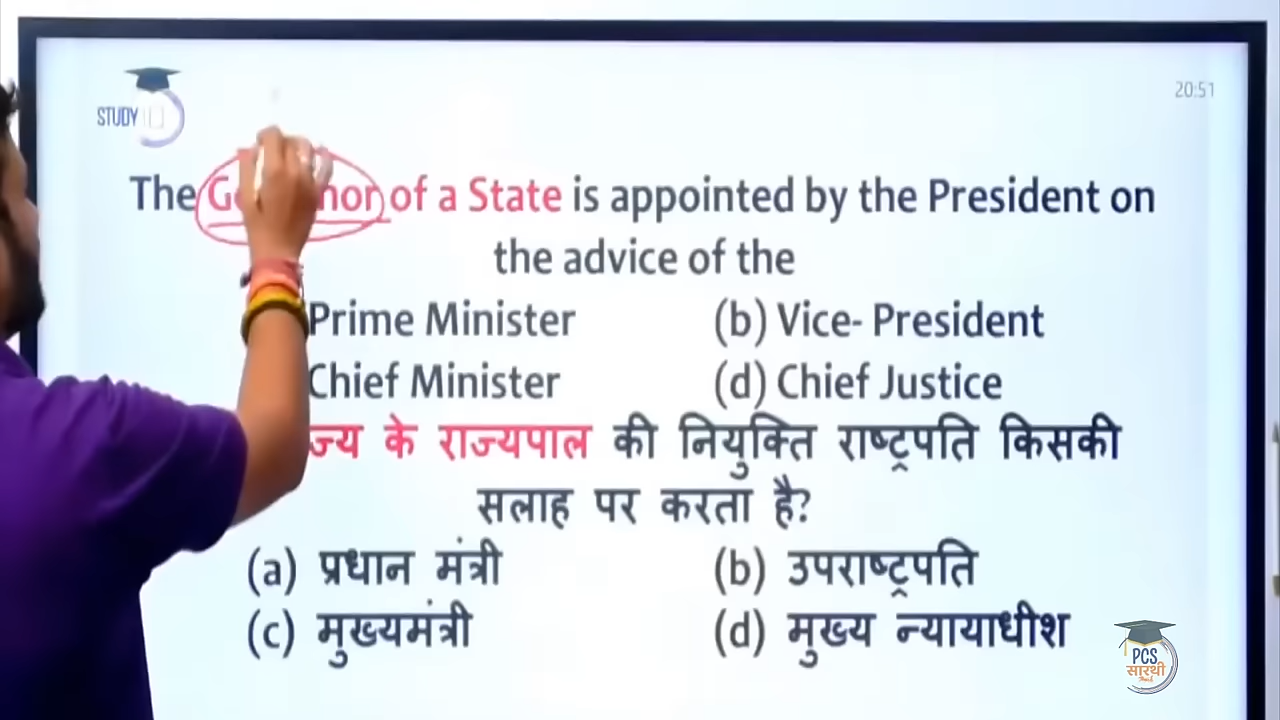 STUDY
20:51
The of a State is appointed by the President on
the advice of the
Prime Minister (b) Vice- President
Chief Minister (d) Chief Justice
के राज्यपाल की नियुक्ति राष्ट्रपति किसकी
सलाह पर करता है?
(a) प्रधान मंत्री (b) उपराष्ट्रपति
(c) मुख्यमंत्री (d) मुख्य न्यायाधीश
PCS
सारथी